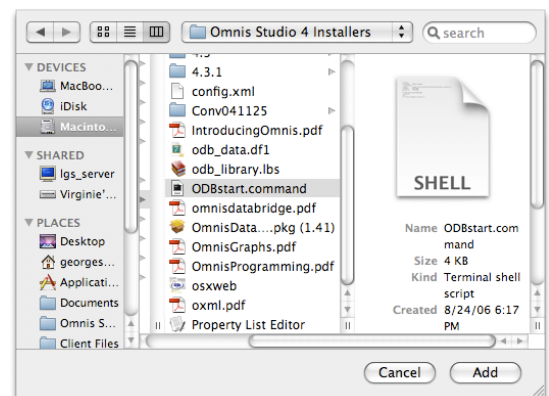 Omnis Studio 4 Installers
search
DEVICES
MacBoo...
iDisk
Macinto...
SHARED
lgs_server
Virginie'...
PLACES
Desktop
georges...
Applicati...
Documents
Omnis S...
Client Files
4.3.1
config.xml
Conv041125
IntroducingOmnis.pdf
odb_data.df1
odb_library.lbs
ODBstart.command
omnisdatabridge.pdf
OmnisData....pkg (1.41)
OmnisGraphs.pdf
OmnisProgramming.pdf
osxweb
oxml.pdf
Property List Editor
SHELL
Name ODBstart.com
mand
Size 4 KB
Kind Terminal shell
script
Created 8/24/06 6:17
PM
Cancel
Add